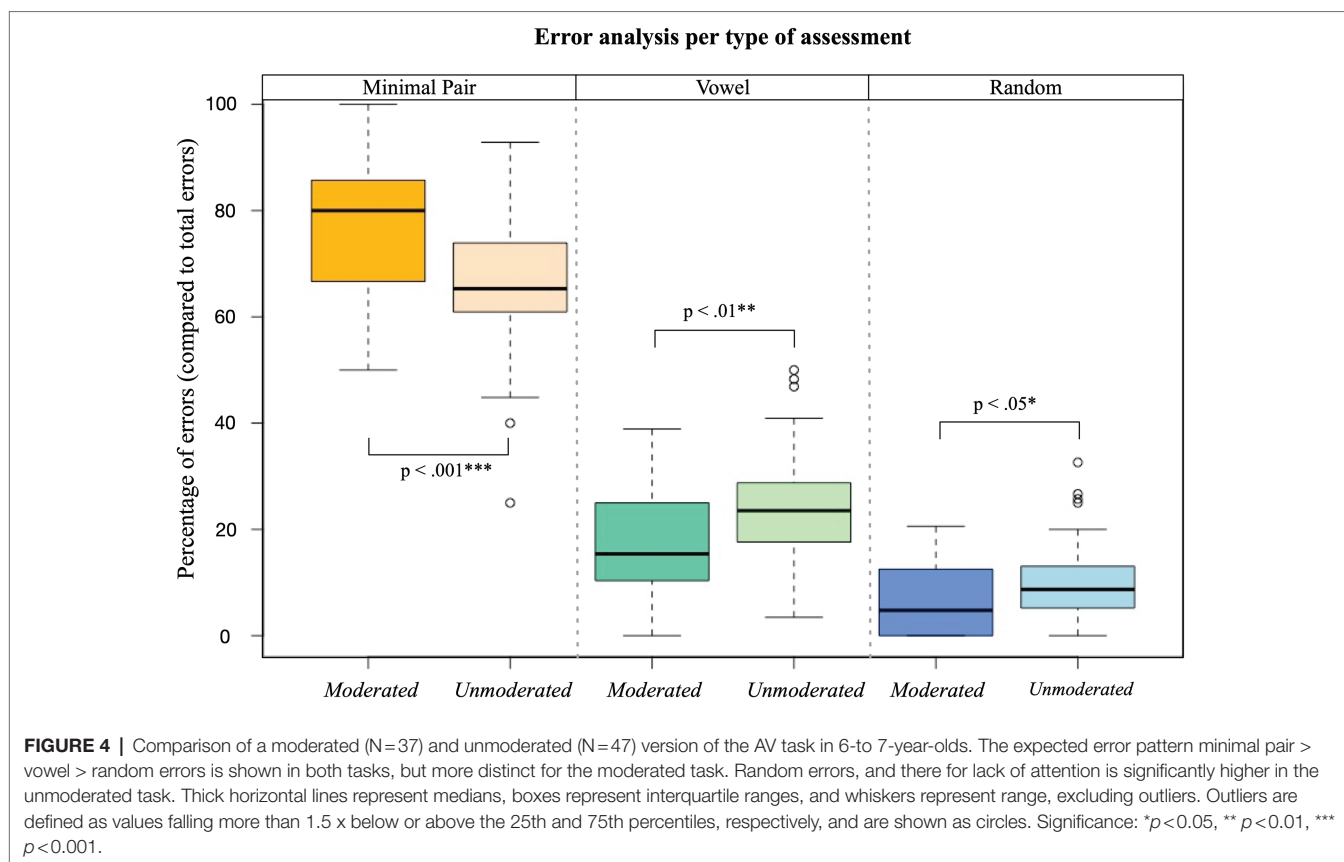 Error analysis per type of assessment
Minimal Pair Vowel Random
Percentage of errors (compared to total errors)
100
80
60
40
20
0
p < .001***
p < .01**
p < .05*
Moderated Unmoderated Moderated Unmoderated Moderated Unmoderated
FIGURE 4 | Comparison of a moderated (N=37) and unmoderated (N=47) version of the AV task in 6-to 7-year-olds. The expected error pattern minimal pair >
vowel > random errors is shown in both tasks, but more distinct for the moderated task. Random errors, and there for lack of attention is significantly higher in the
unmoderated task. Thick horizontal lines represent medians, boxes represent interquartile ranges, and whiskers represent range, excluding outliers. Outliers are
defined as values falling more than 1.5 x below or above the 25th and 75th percentiles, respectively, and are shown as circles. Significance: *p<0.05, ** p<0.01, ***
p<0.001.